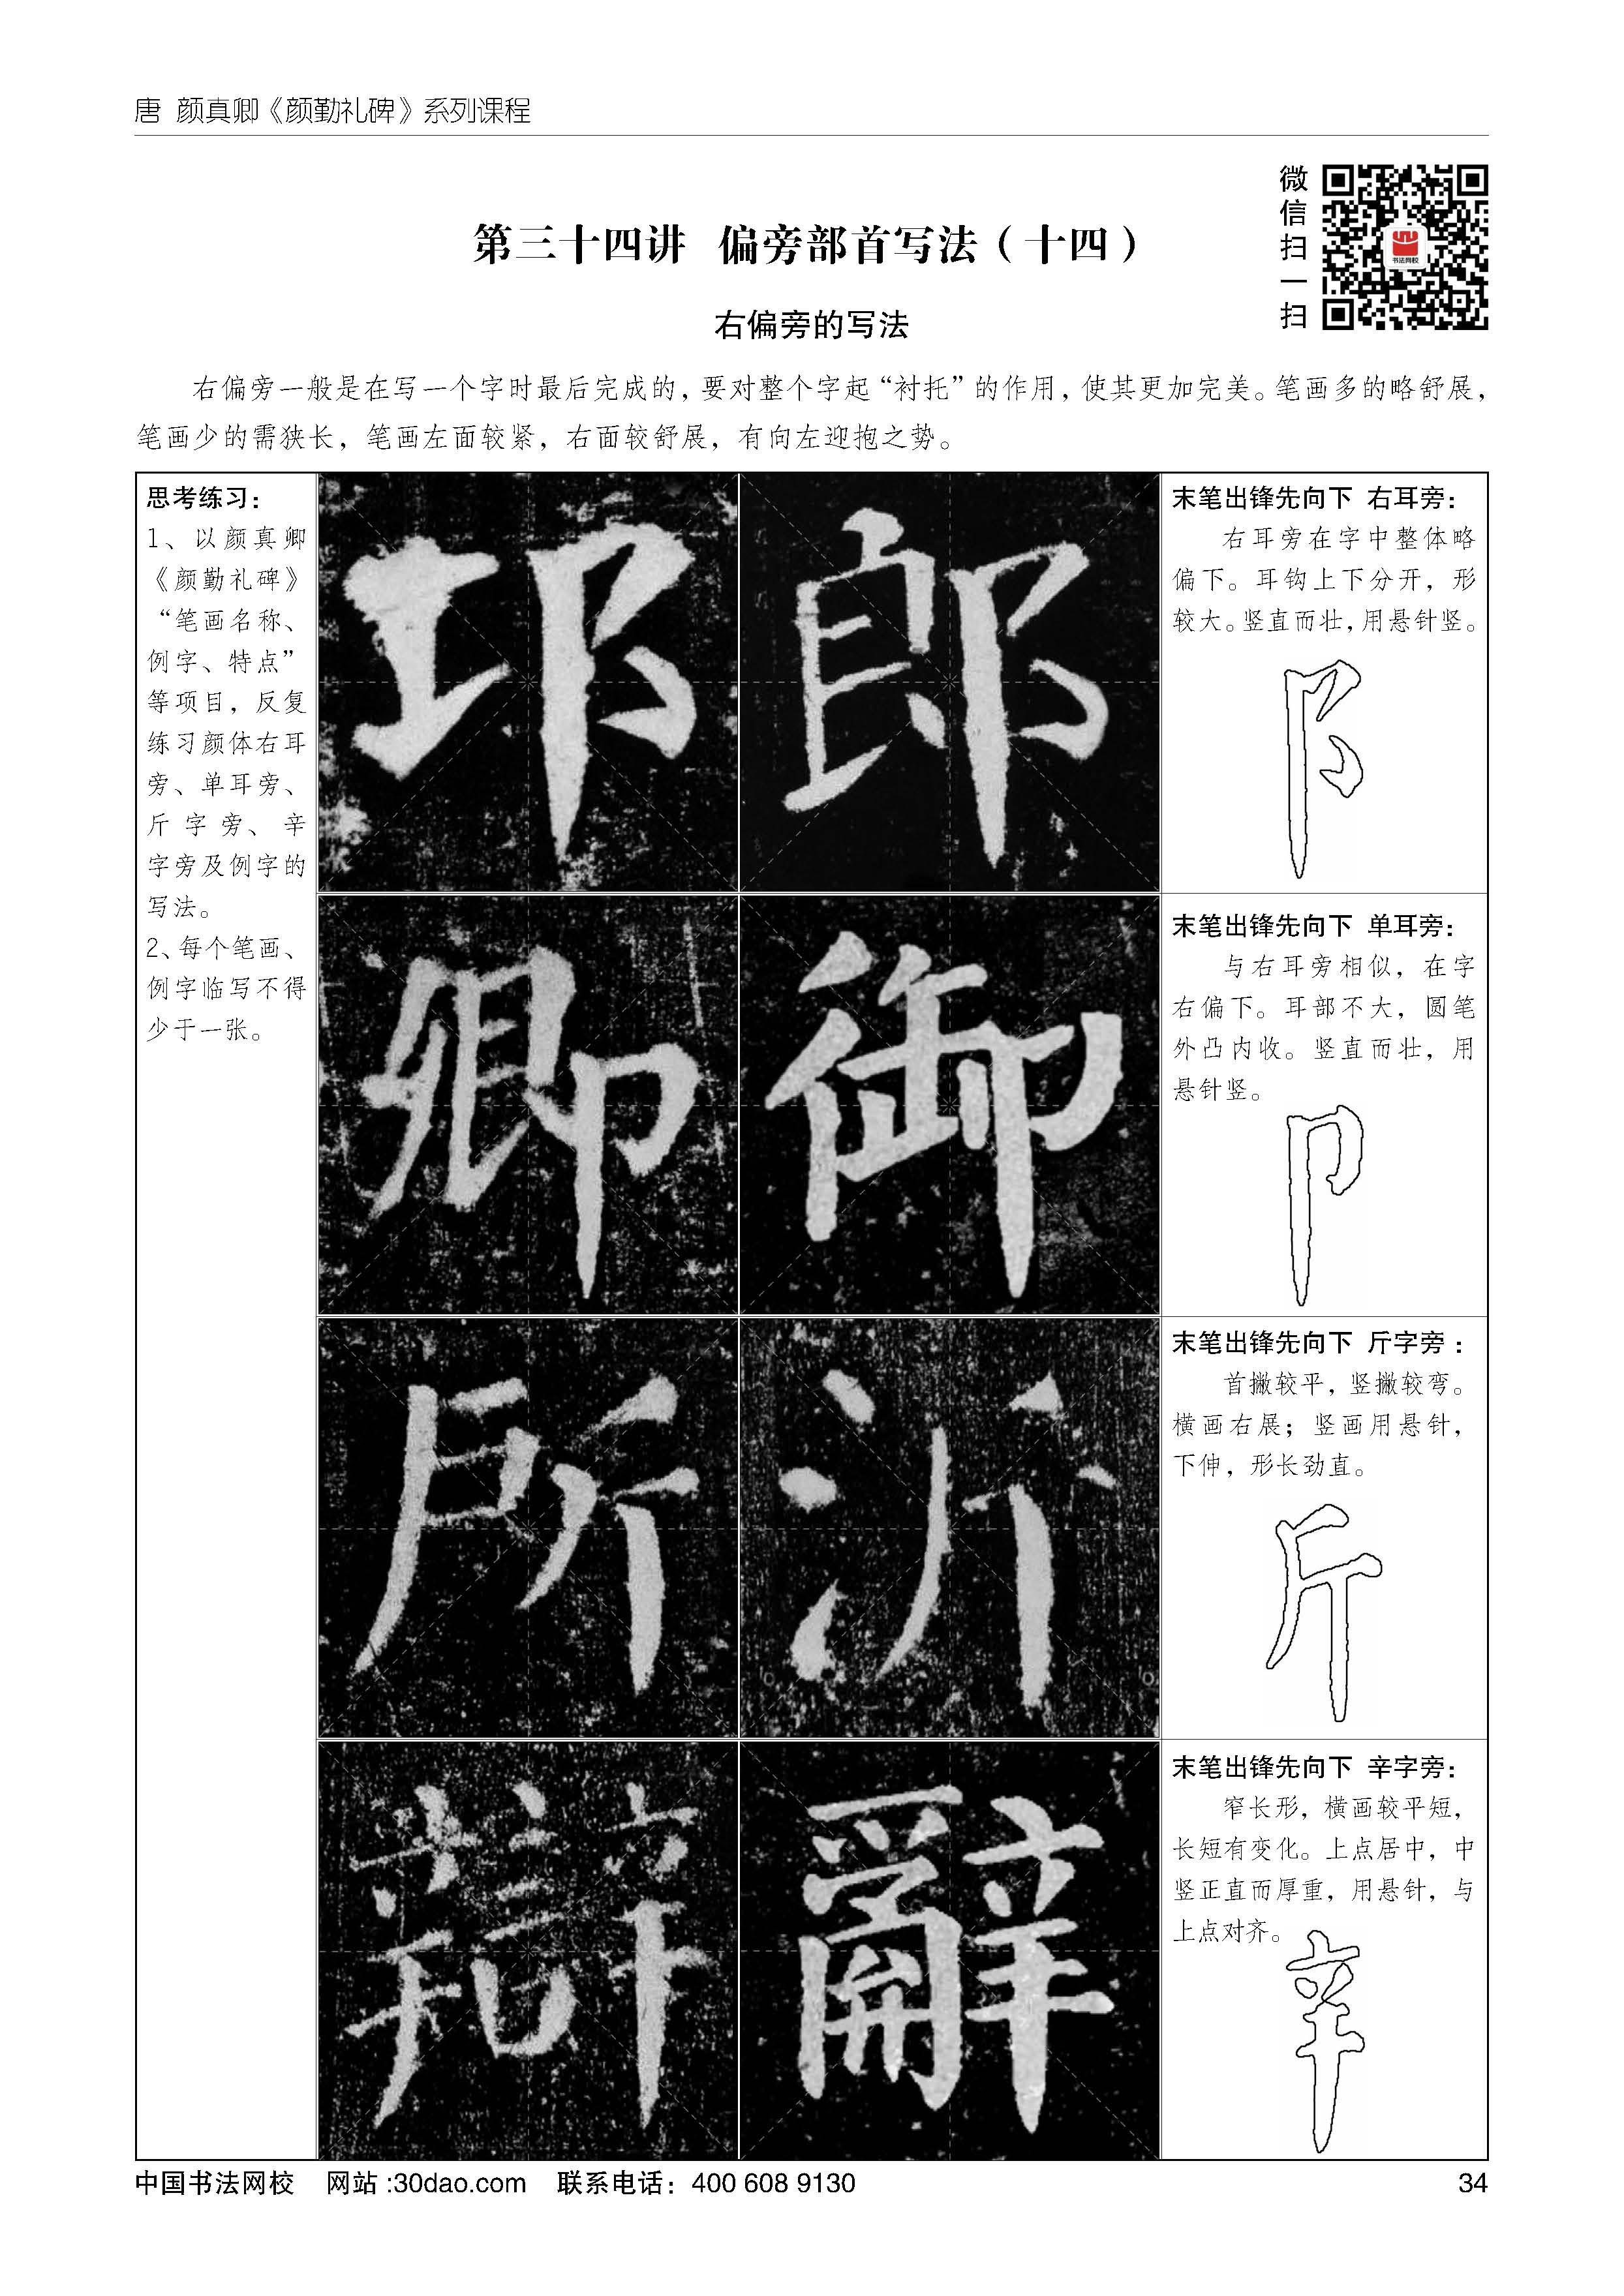 唐 颜真卿《颜勤礼碑》系列课程
微信扫一扫
书法网校
第三十四讲 偏旁部首写法（十四）
右偏旁的写法
右偏旁一般是在写一个字时最后完成的，要对整个字起“衬托”的作用，使其更加完美。笔画多的略舒展，
笔画少的需狭长，笔画左面较紧，右面较舒展，有向左迎抱之势。
思考练习：
1、以颜真卿
《颜勤礼碑》
“笔画名称、
例字、特点”
等项目，反复
练习颜体右耳
旁、单耳旁、
斤字旁、辛
字旁及例字的
写法。
2、每个笔画、
例字临写不得
少于一张。
邛 郎
末笔出锋先向下 右耳旁：
右耳旁在字中整体略
偏下。耳钩上下分开，形
较大。竖直而壮，用悬针竖。
阝
卿 御
末笔出锋先向下 单耳旁：
与右耳旁相似，在字
右偏下。耳部不大，圆笔
外凸内收。竖直而壮，用
悬针竖。
卩
所 沂
末笔出锋先向下 斤字旁：
首撇较平，竖撇较弯。
横画右展；竖画用悬针，
下伸，形长劲直。
斤
辯 辭
末笔出锋先向下 辛字旁：
窄长形，横画较平短，
长短有变化。上点居中，中
竖正直而厚重，用悬针，与
上点对齐。
辛
中国书法网校 网站:30dao.com 联系电话：400 608 9130
34